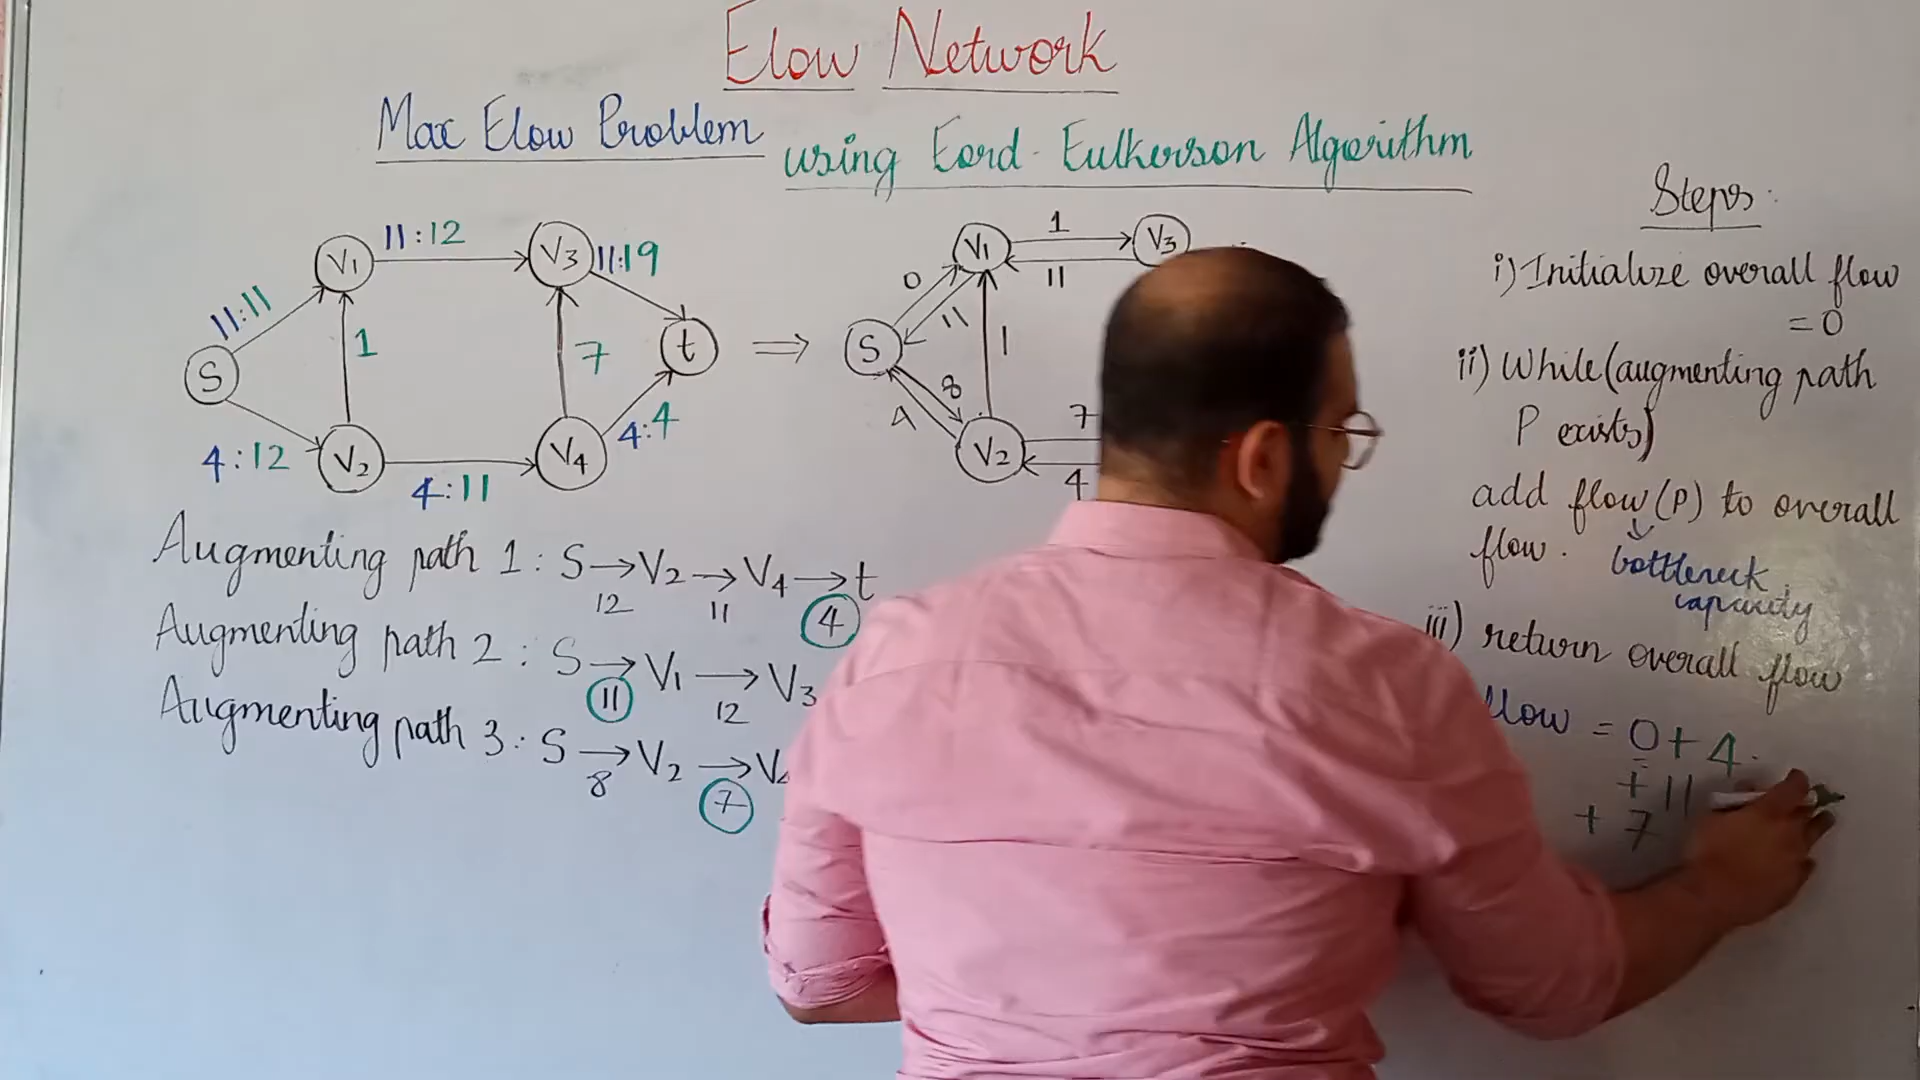 Flow Network
Max Flow Problem using Ford-Fulkerson Algorithm
11:12
V1
V3
11:19
11:11
1
7
t
S
4:12
V2
4:11
V4
4:4
⇒
1
V1
V3
11
0
11
S
1
8
4
V2
7
4
Augmenting path 1: S→V2→V4→t
12
11
4
Augmenting path 2: S→V1→V3
11
12
Augmenting path 3: S→V2→V4
8
7
Steps:
i) Initialize overall flow
= 0
ii) While(augmenting path
P exists)
add flow(P) to overall
flow.
bottleneck
capacity
iii) return overall flow
flow = 0 + 4
+ 11
+ 7